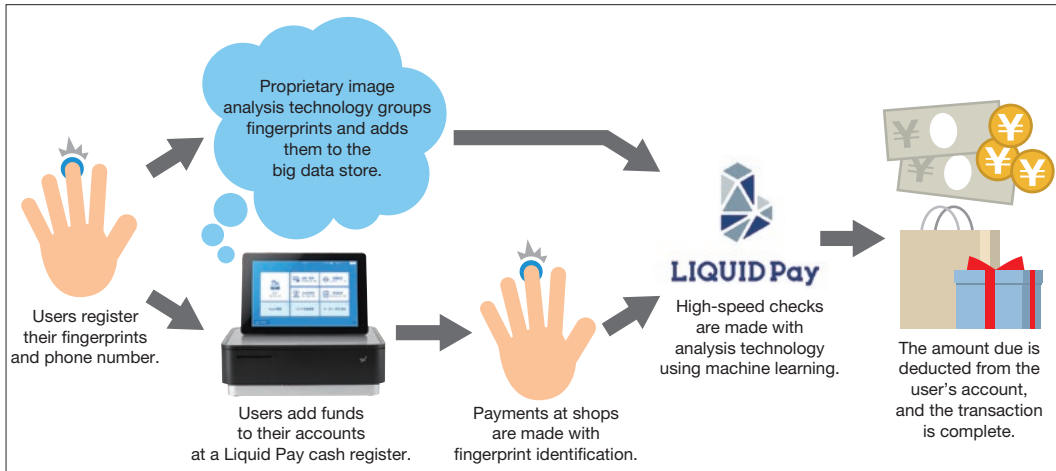 Proprietary image
analysis technology groups
fingerprints and adds
them to the
big data store.
Users register
their fingerprints
and phone number.
Users add funds
to their accounts
at a Liquid Pay cash register.
Payments at shops
are made with
fingerprint identification.
LIQUID Pay
High-speed checks
are made with
analysis technology
using machine learning.
¥
¥
¥
¥
¥
The amount due is
deducted from the
user's account,
and the transaction
is complete.